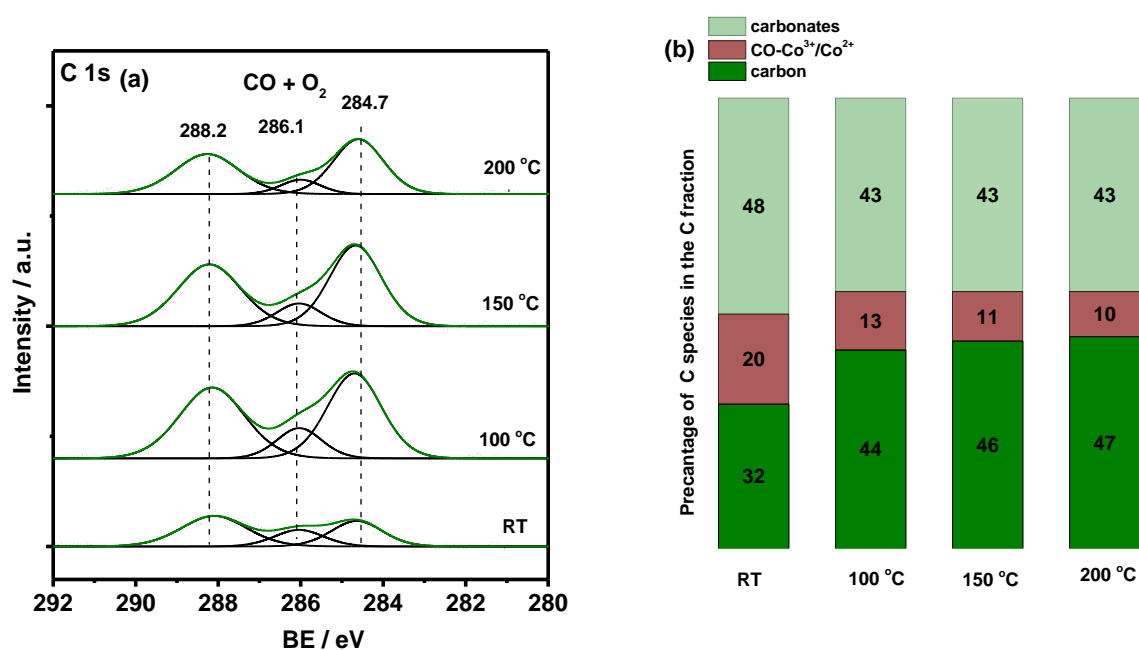 C 1s (a)
CO + O₂
288.2
286.1
284.7
200 °C
150 °C
100 °C
RT
Intensity / a.u.
292
290
288
286
284
282
280
BE / eV
(b)
carbonates
CO-Co³⁺/Co²⁺
carbon
Precantage of C species in the C fraction
48
43
43
43
20
13
11
10
32
44
46
47
RT
100 °C
150 °C
200 °C